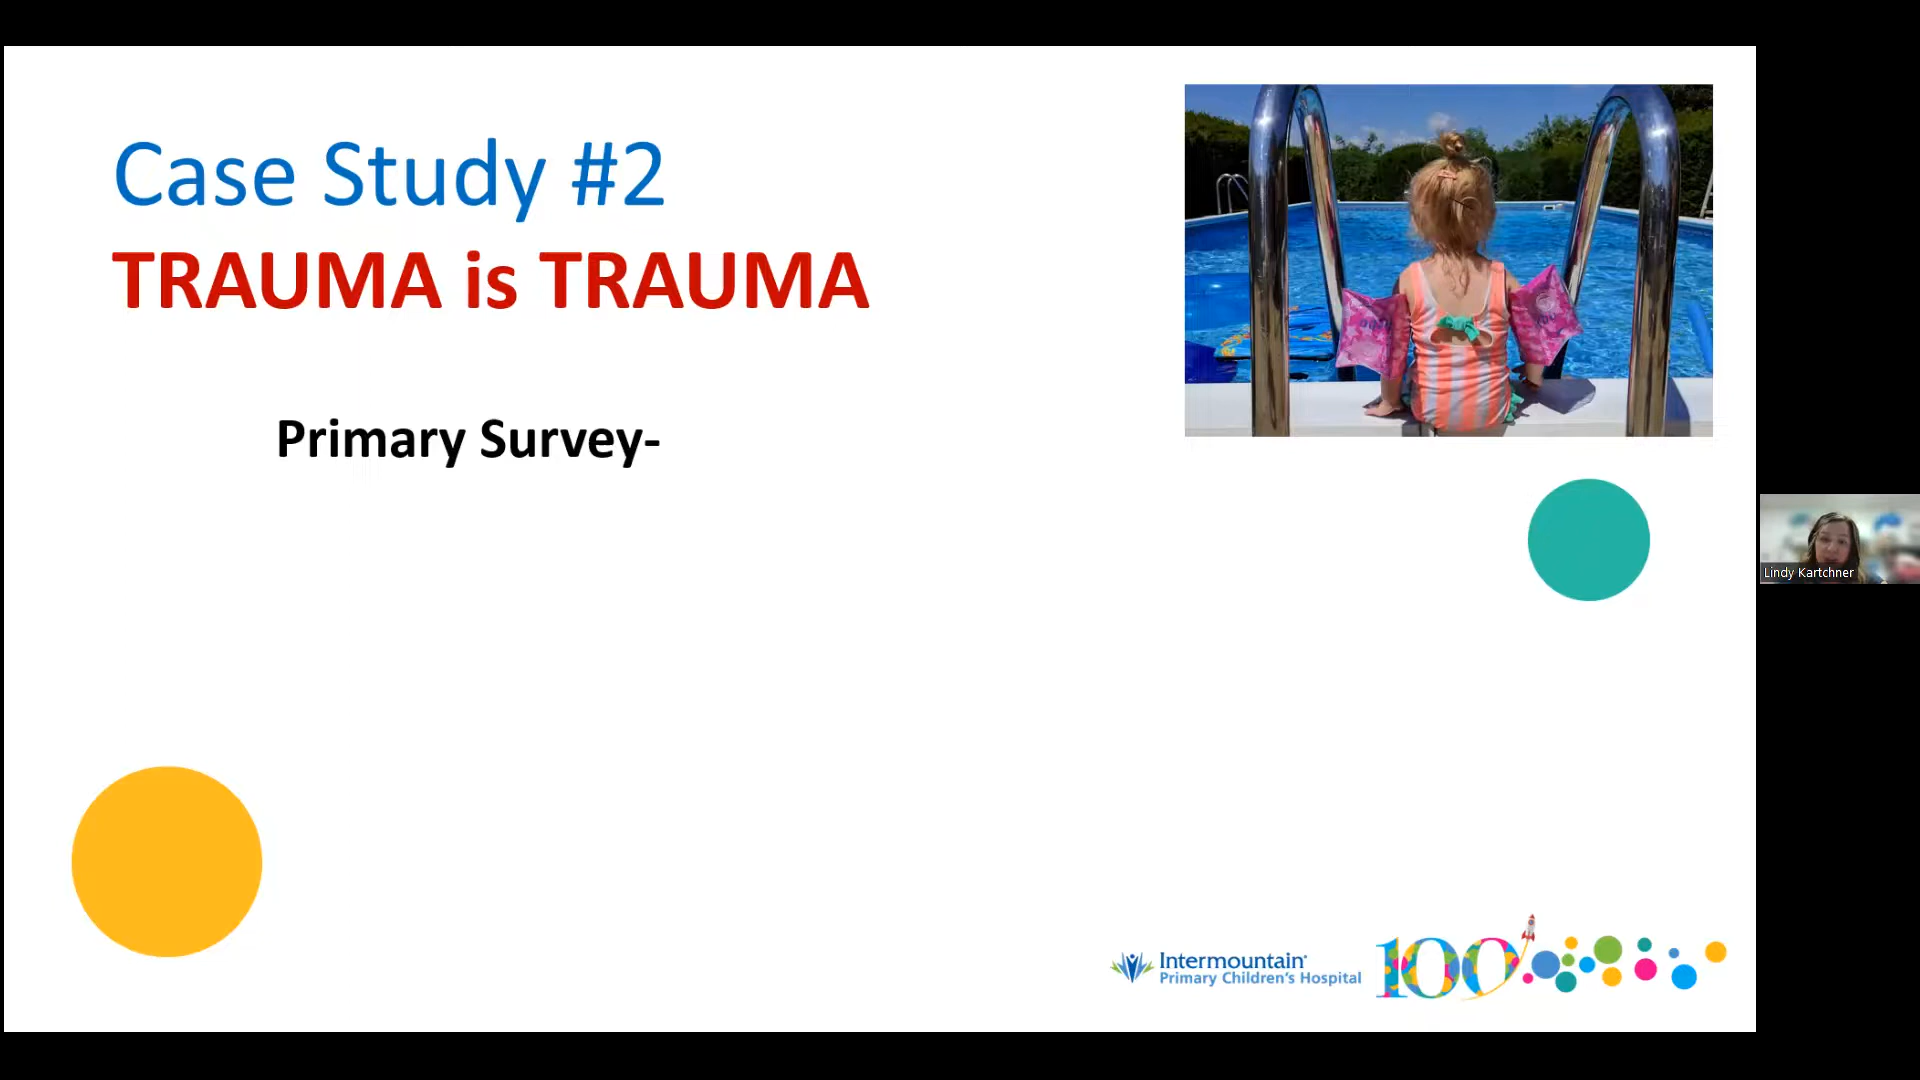 Case Study #2
TRAUMA is TRAUMA
Primary Survey-
Lindy Kartchner
Intermountain®
Primary Children's Hospital
100